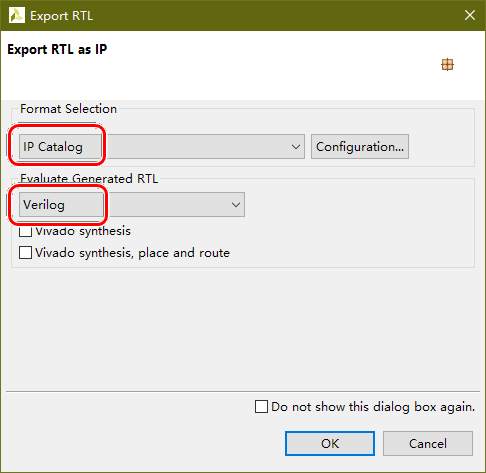 Export RTL
Export RTL as IP
Format Selection
IP Catalog
Configuration...
Evaluate Generated RTL
Verilog
Vivado synthesis
Vivado synthesis, place and route
Do not show this dialog box again.
OK
Cancel